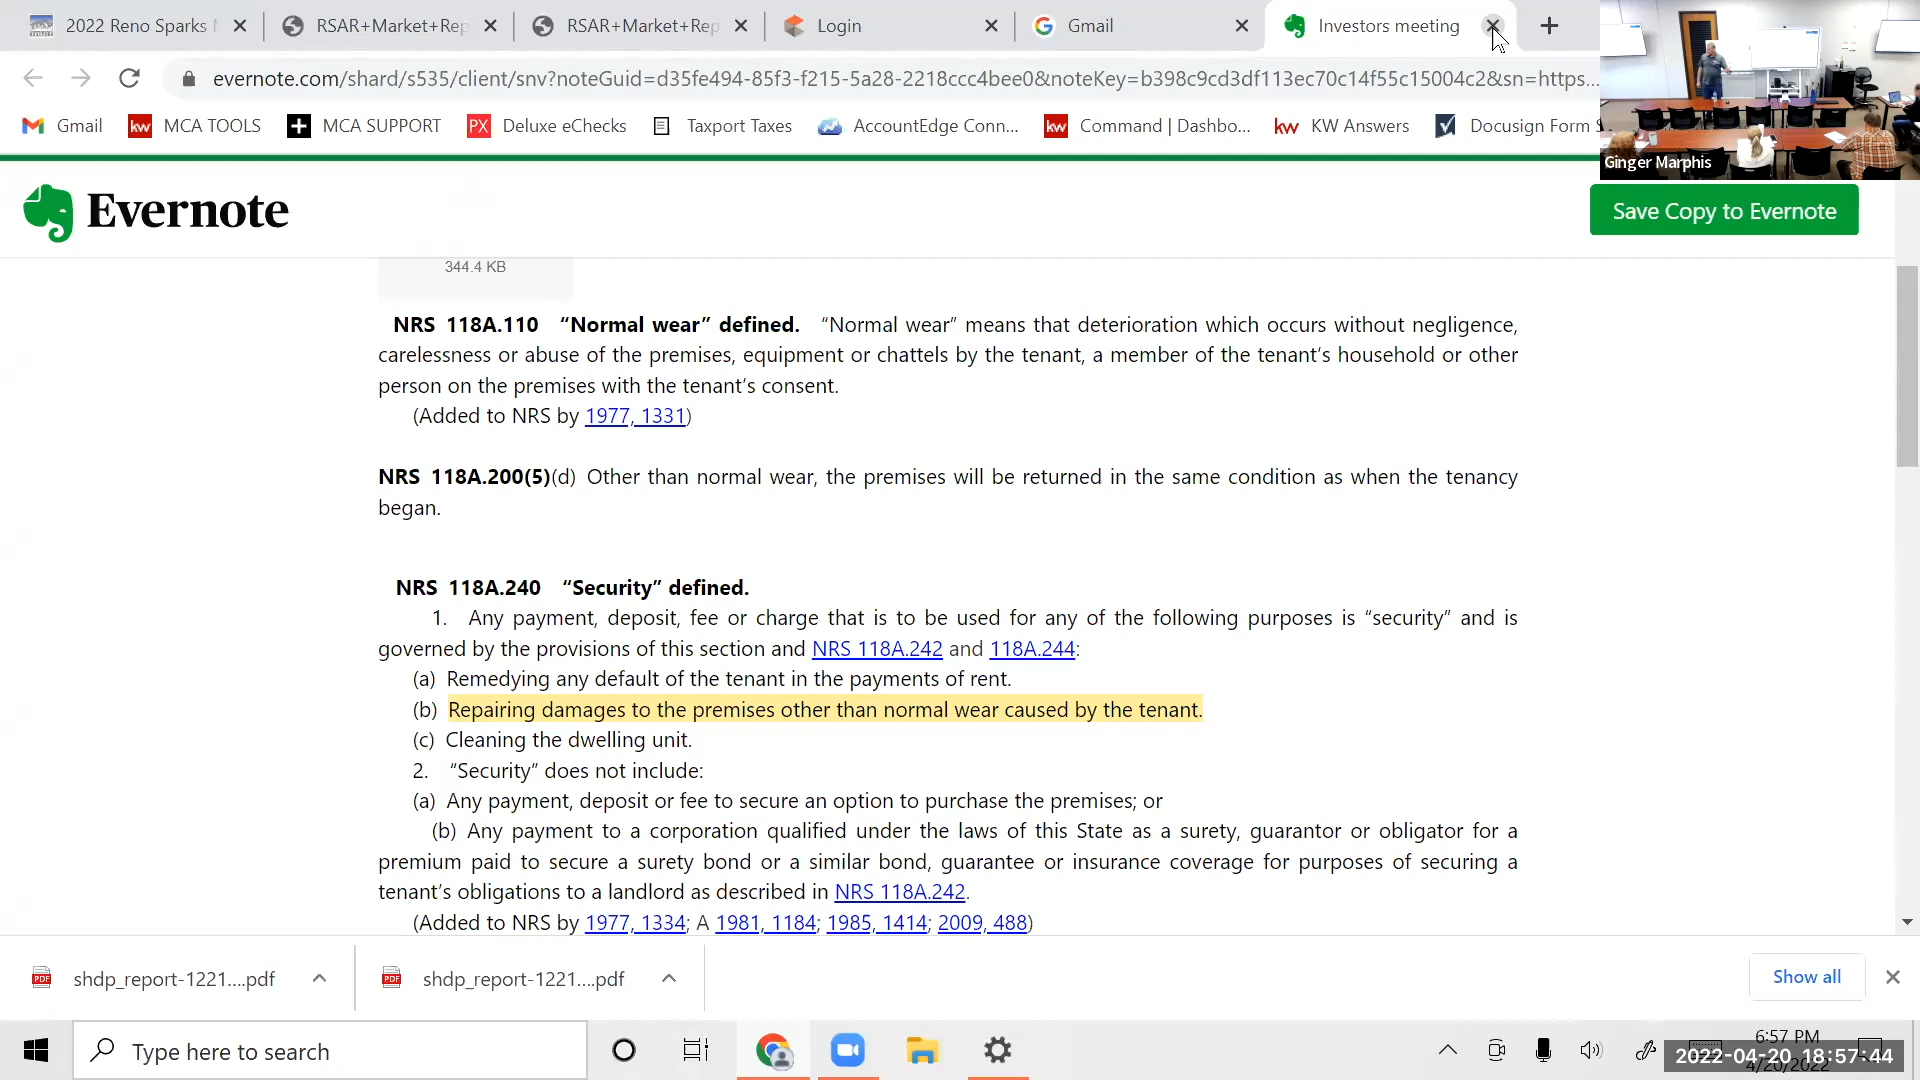 2022 Reno Sparks
RSAR+Market+Rep
RSAR+Market+Rep
Login
Gmail
Investors meeting
evernote.com/shard/s535/client/snv?noteGuid=d35fe494-85f3-f215-5a28-2218ccc4bee0&noteKey=b398c9cd3df113ec70c14f55c15004c2&sn=https...
Gmail
kw MCA TOOLS
MCA SUPPORT
PX Deluxe eChecks
Taxport Taxes
AccountEdge Conn...
kw Command | Dashbo...
kw KW Answers
Docusign Form
Ginger Marphis
Evernote
Save Copy to Evernote
344.4 KB
NRS 118A.110 “Normal wear” defined. “Normal wear” means that deterioration which occurs without negligence,
carelessness or abuse of the premises, equipment or chattels by the tenant, a member of the tenant’s household or other
person on the premises with the tenant’s consent.
(Added to NRS by 1977, 1331)
NRS 118A.200(5)(d) Other than normal wear, the premises will be returned in the same condition as when the tenancy
began.
NRS 118A.240 “Security” defined.
1. Any payment, deposit, fee or charge that is to be used for any of the following purposes is “security” and is
governed by the provisions of this section and NRS 118A.242 and 118A.244:
(a) Remedying any default of the tenant in the payments of rent.
(b) Repairing damages to the premises other than normal wear caused by the tenant.
(c) Cleaning the dwelling unit.
2. “Security” does not include:
(a) Any payment, deposit or fee to secure an option to purchase the premises; or
(b) Any payment to a corporation qualified under the laws of this State as a surety, guarantor or obligator for a
premium paid to secure a surety bond or a similar bond, guarantee or insurance coverage for purposes of securing a
tenant’s obligations to a landlord as described in NRS 118A.242.
(Added to NRS by 1977, 1334; A 1981, 1184; 1985, 1414; 2009, 488)
PDF shdp_report-1221....pdf
PDF shdp_report-1221....pdf
Show all
Type here to search
6:57 PM
4/20/2022
2022-04-20 18:57:44